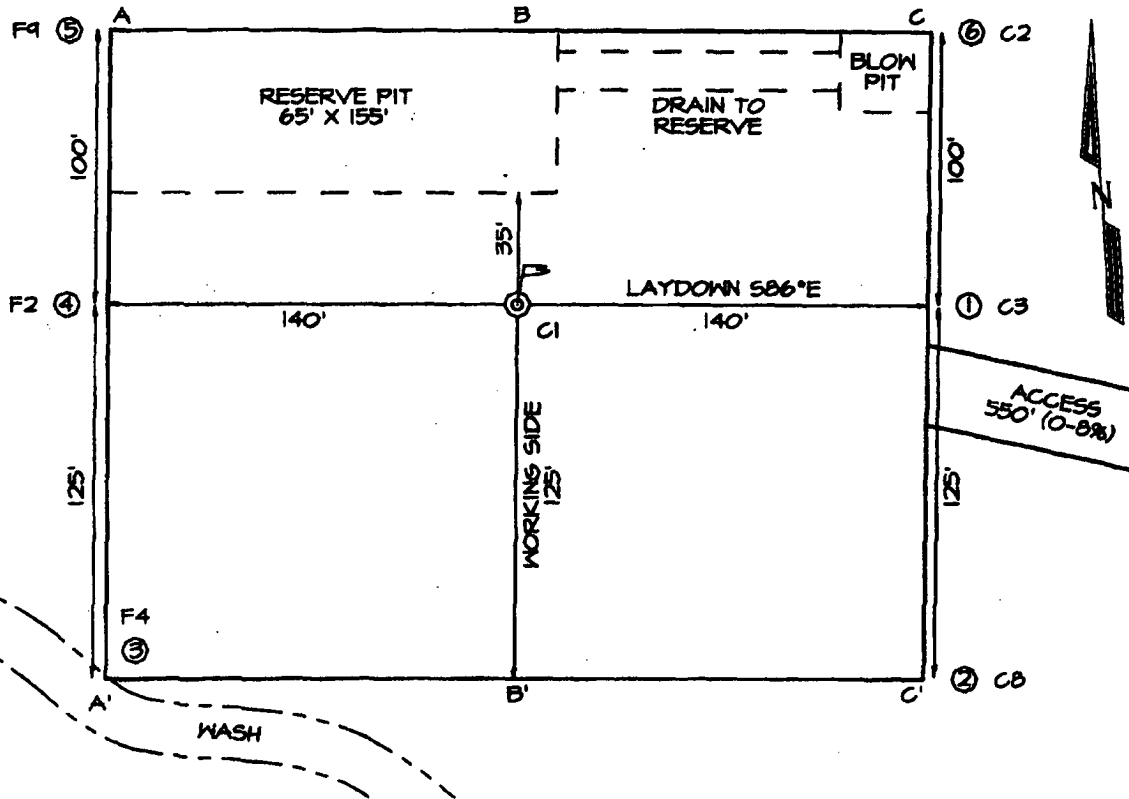 A
B
C
F9 ⑤
⑥ C2
BLOW
PIT
RESERVE PIT
65' X 155'
DRAIN TO
RESERVE
100'
100'
N
35'
LAYDOWN S86°E
F2 ④
① C3
140'
140'
C1
ACCESS
550' (0-8%)
WORKING SIDE
125'
125'
125'
F4
③
A'
B'
C'
② C8
WASH